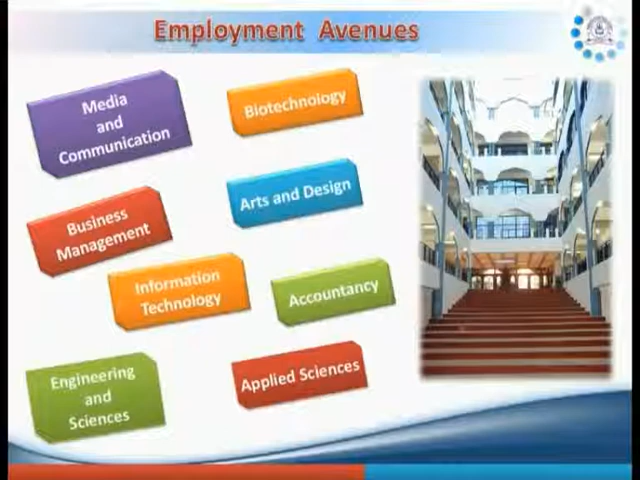 Employment Avenues
Media
and
Communication
Biotechnology
Arts and Design
Business
Management
Information
Technology
Accountancy
Engineering
and
Sciences
Applied Sciences